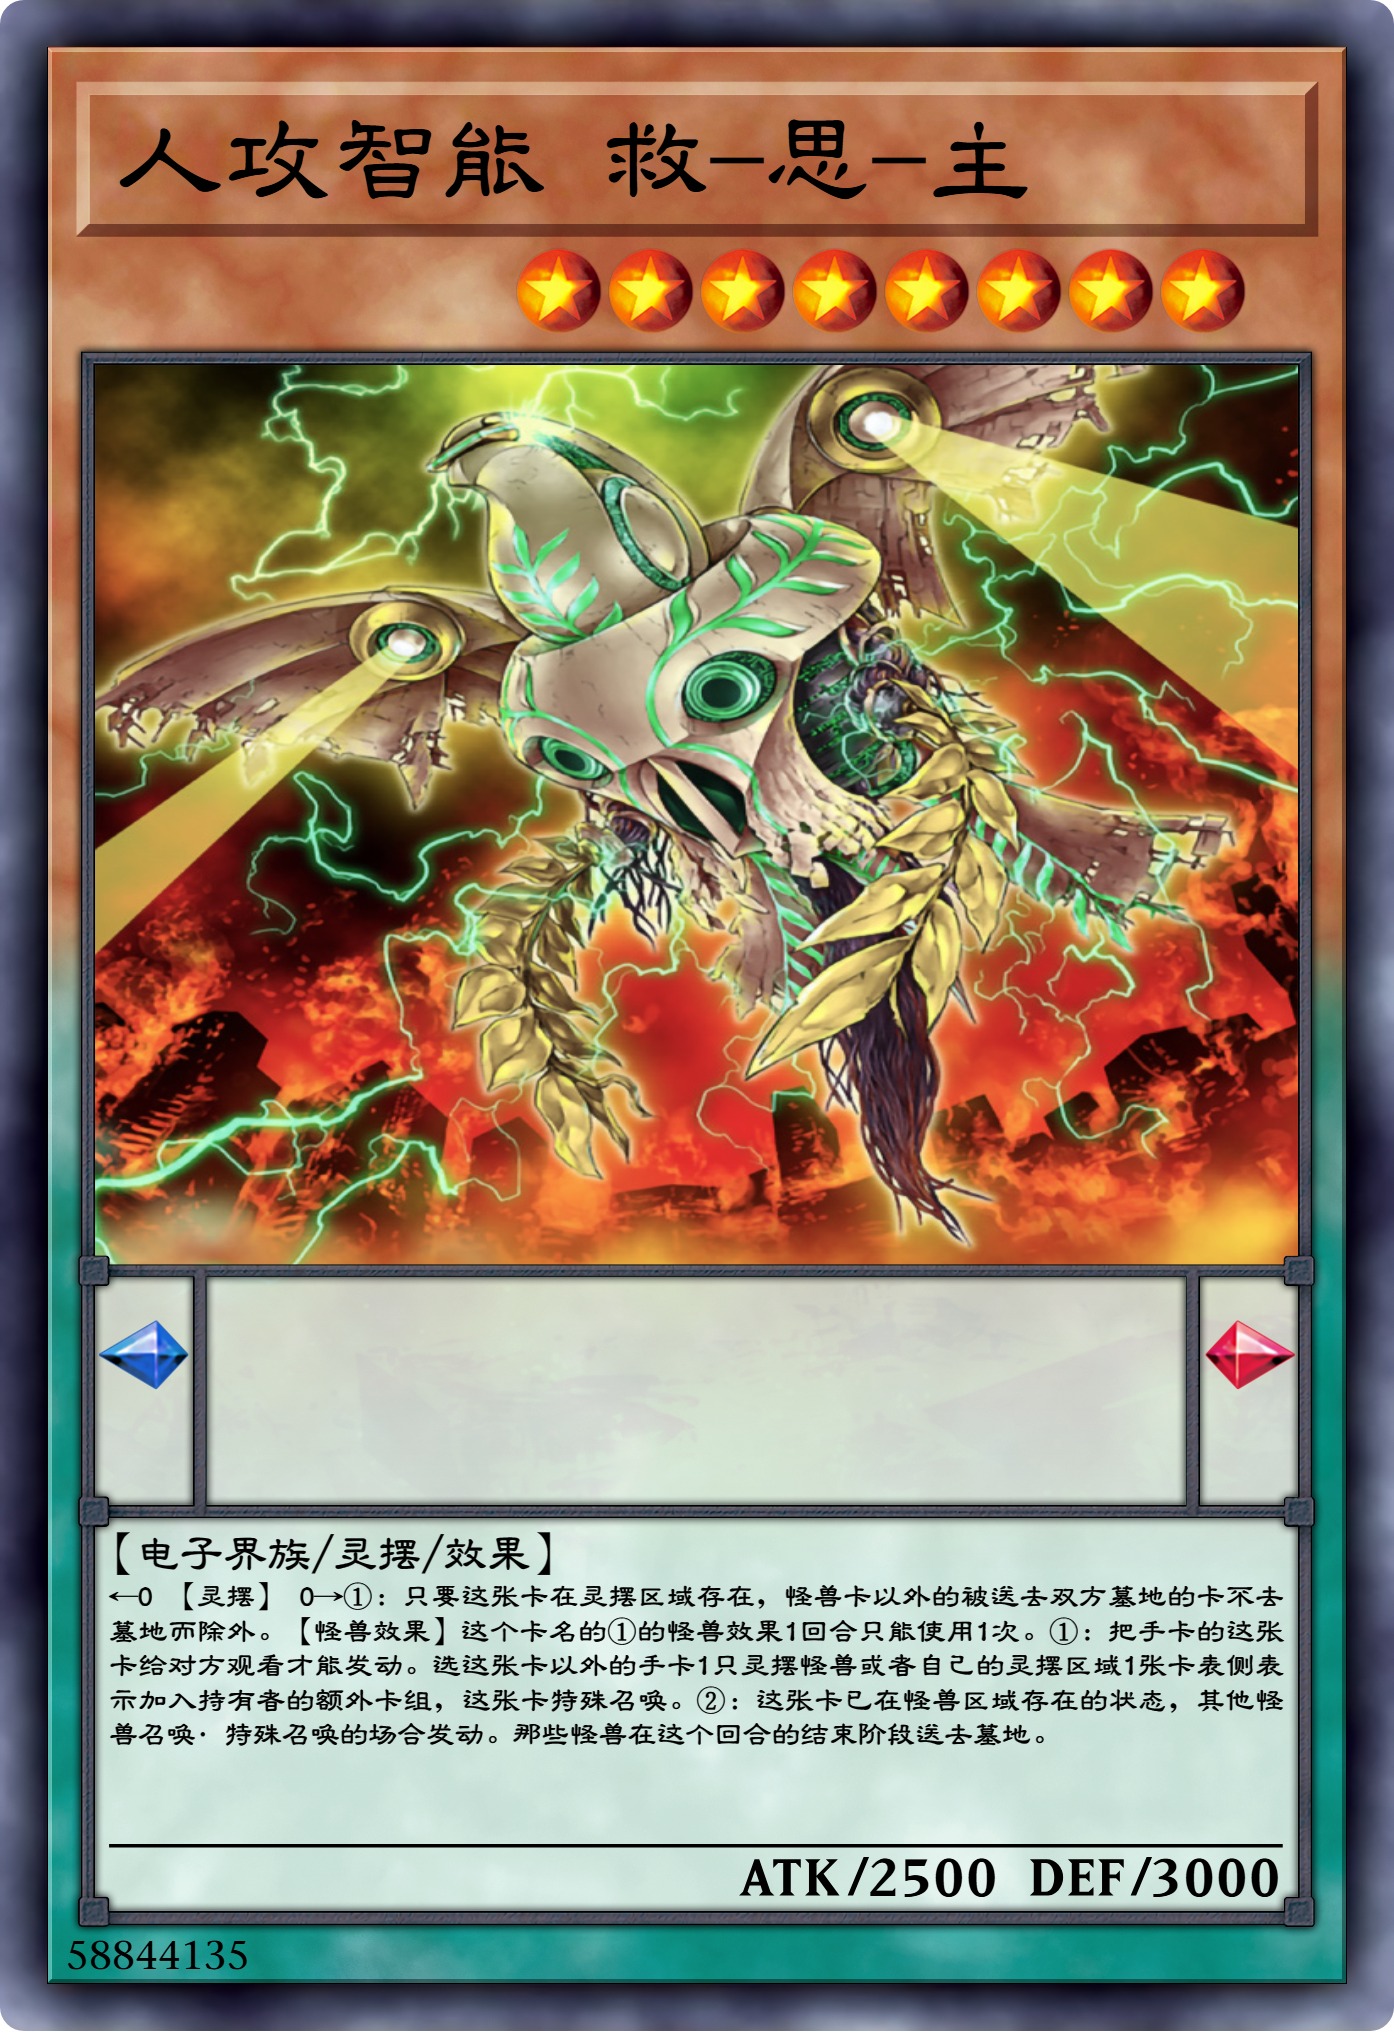 人攻智能 救-思-主
【电子界族/灵摆/效果】
←0 【灵摆】 0→①：只要这张卡在灵摆区域存在，怪兽卡以外的被送去双方墓地的卡不去
墓地而除外。【怪兽效果】这个卡名的①的怪兽效果1回合只能使用1次。①：把手卡的这张
卡给对方观看才能发动。选这张卡以外的手卡1只灵摆怪兽或者自己的灵摆区域1张卡表侧表
示加入持有者的额外卡组，这张卡特殊召唤。②：这张卡已在怪兽区域存在的状态，其他怪
兽召唤·特殊召唤的场合发动。那些怪兽在这个回合的结束阶段送去墓地。
ATK/2500 DEF/3000
58844135